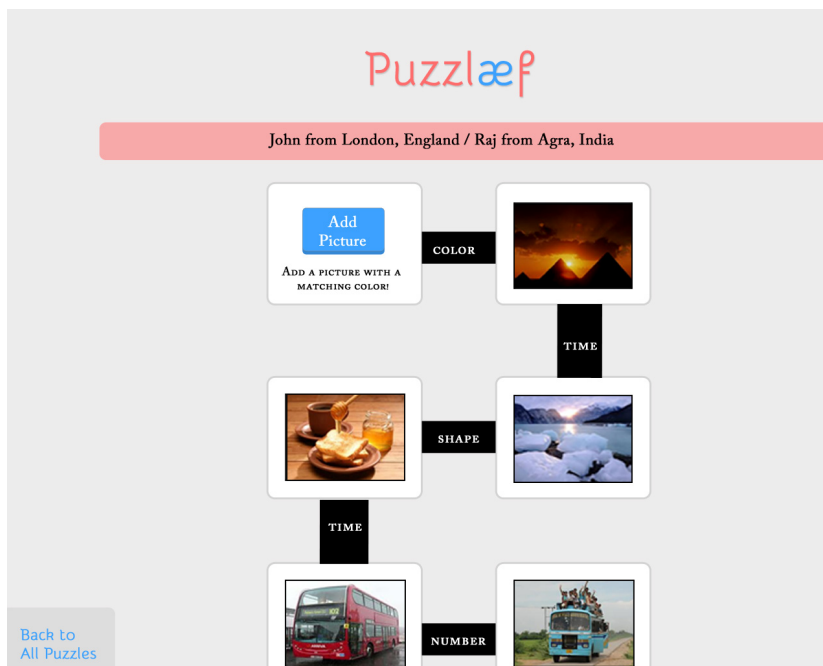 Puzzlæf
John from London, England / Raj from Agra, India
Add
Picture
COLOR
Add a picture with a
matching color!
TIME
SHAPE
TIME
NUMBER
Back to
All Puzzles